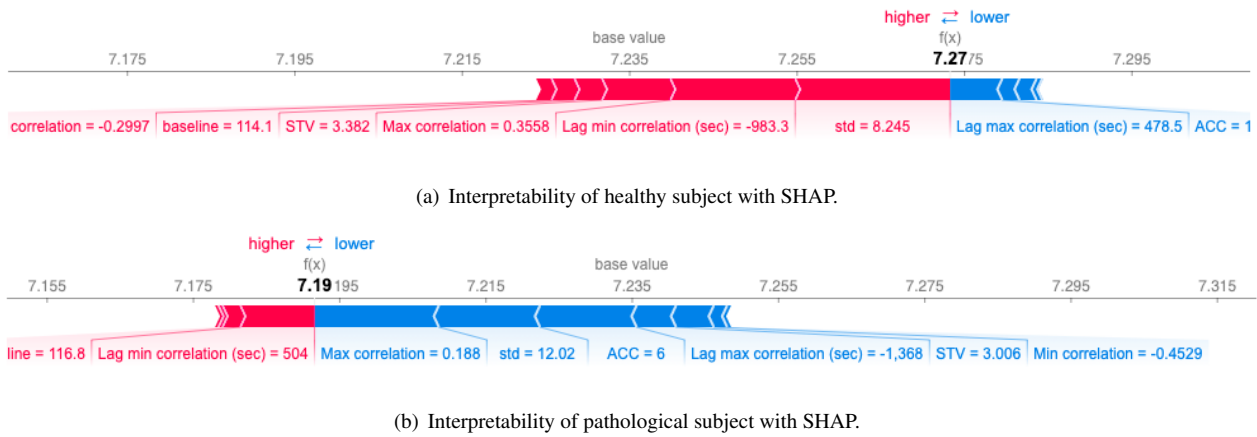 higher ⇄ lower
base value f(x)
7.175 7.195 7.215 7.235 7.255 7.27 75 7.295
correlation = -0.2997 baseline = 114.1 STV = 3.382 Max correlation = 0.3558 Lag min correlation (sec) = -983.3 std = 8.245 Lag max correlation (sec) = 478.5 ACC = 1
(a) Interpretability of healthy subject with SHAP.
higher ⇄ lower
f(x) base value
7.155 7.175 7.19 195 7.215 7.235 7.255 7.275 7.295 7.315
line = 116.8 Lag min correlation (sec) = 504 Max correlation = 0.188 std = 12.02 ACC = 6 Lag max correlation (sec) = -1,368 STV = 3.006 Min correlation = -0.4529
(b) Interpretability of pathological subject with SHAP.